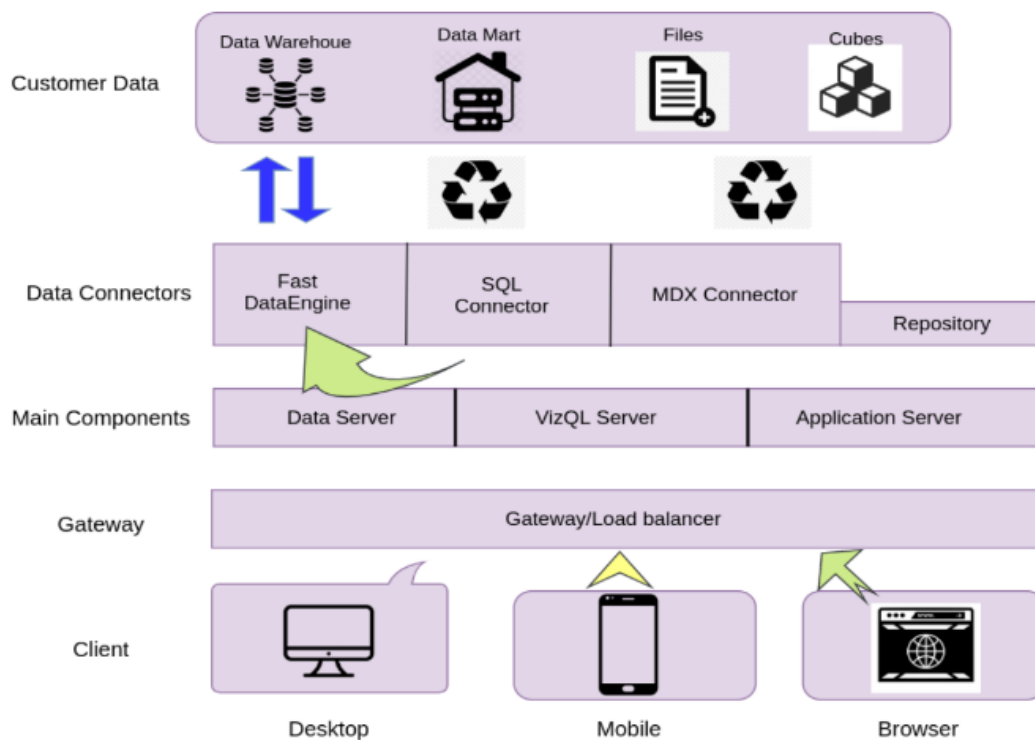 Data Warehoue
Data Mart
Files
Cubes
Customer Data
Data Connectors
Fast
DataEngine
SQL
Connector
MDX Connector
Repository
Main Components
Data Server
VizQL Server
Application Server
Gateway
Gateway/Load balancer
Client
Desktop
Mobile
Browser